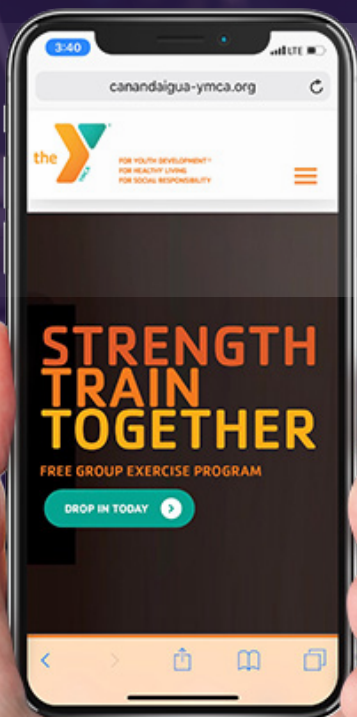 3:40
LTE
canandaigua-ymca.org
the
YMCA
FOR YOUTH DEVELOPMENT®
FOR HEALTHY LIVING
FOR SOCIAL RESPONSIBILITY
STRENGTH
TRAIN
TOGETHER
FREE GROUP EXERCISE PROGRAM
DROP IN TODAY